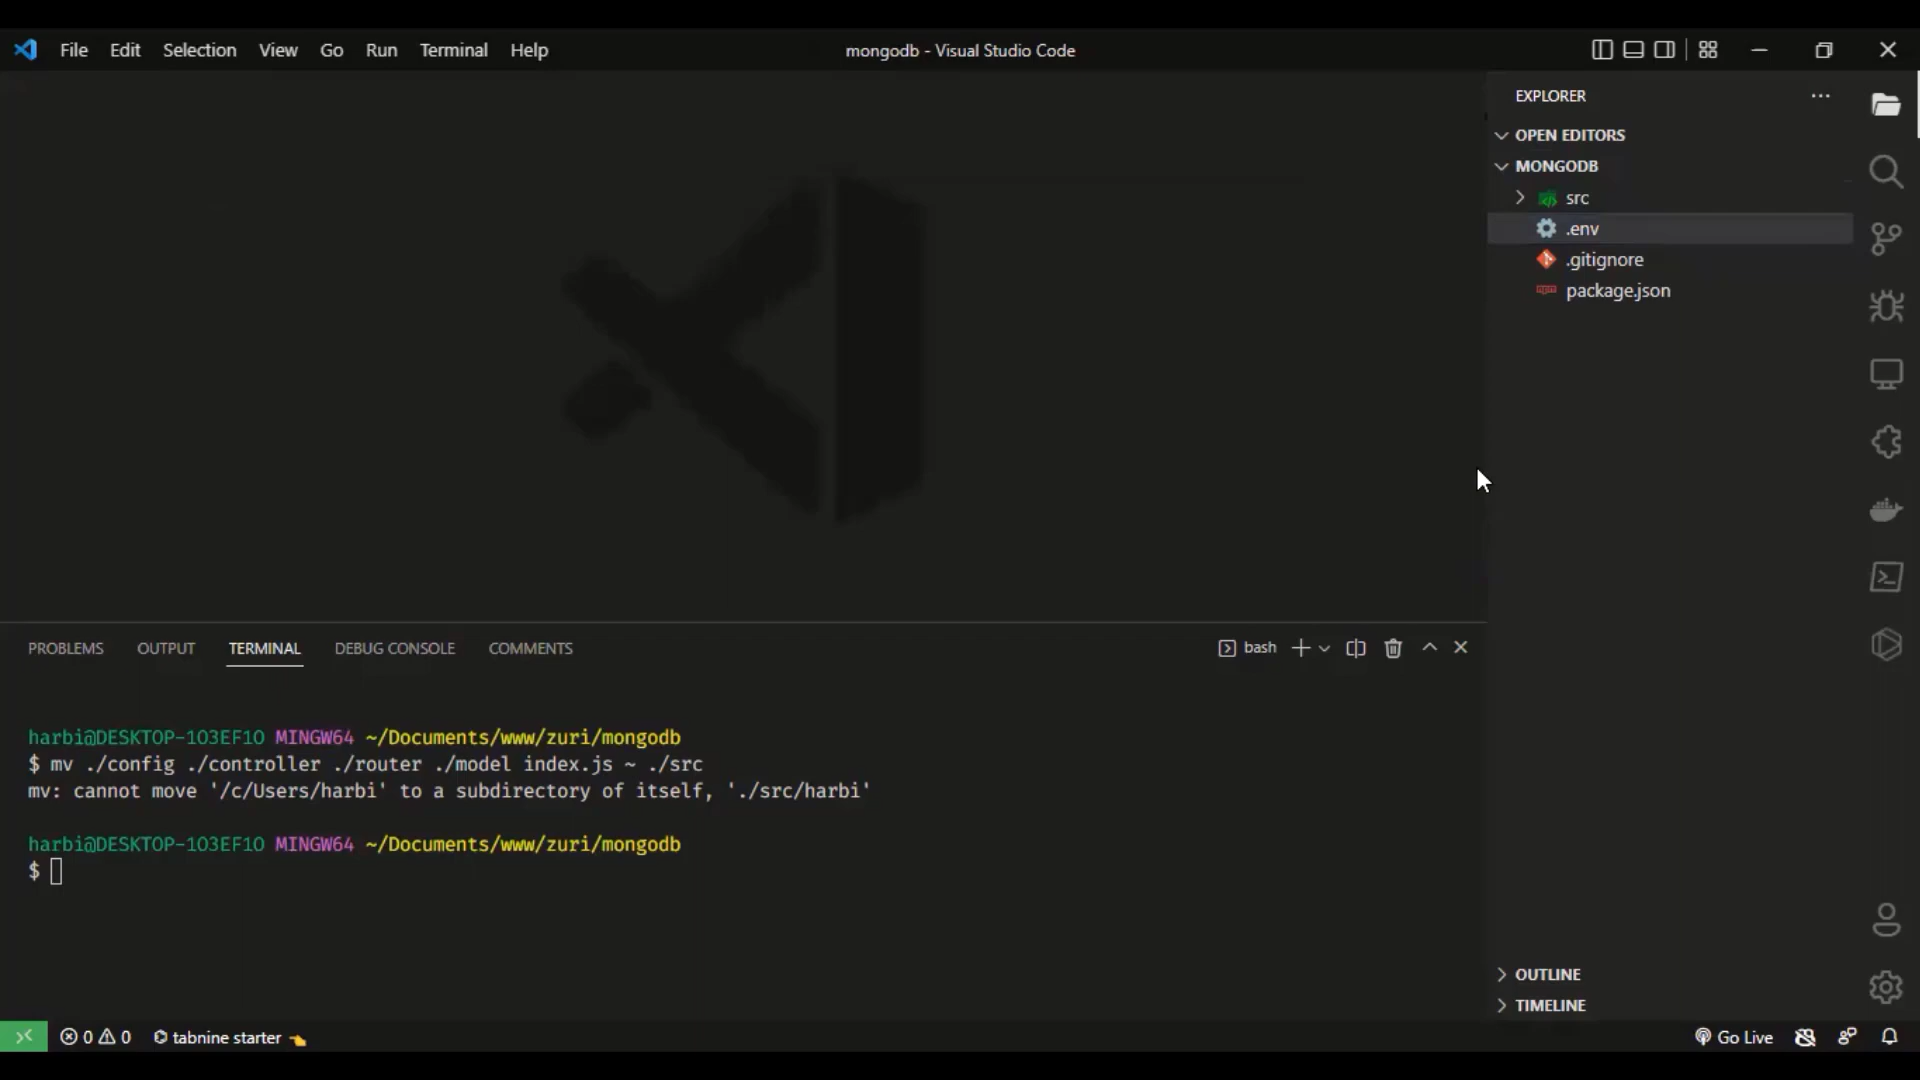 File Edit Selection View Go Run Terminal Help
mongodb - Visual Studio Code
EXPLORER
OPEN EDITORS
MONGODB
src
.env
.gitignore
package.json
PROBLEMS OUTPUT TERMINAL DEBUG CONSOLE COMMENTS
bash
harbi@DESKTOP-1O3EF1O MINGW64 ~/Documents/www/zuri/mongodb
$ mv ./config ./controller ./router ./model index.js ~ ./src
mv: cannot move '/c/Users/harbi' to a subdirectory of itself, './src/harbi'
harbi@DESKTOP-1O3EF1O MINGW64 ~/Documents/www/zuri/mongodb
$
OUTLINE
TIMELINE
0 0 tabnine starter
Go Live